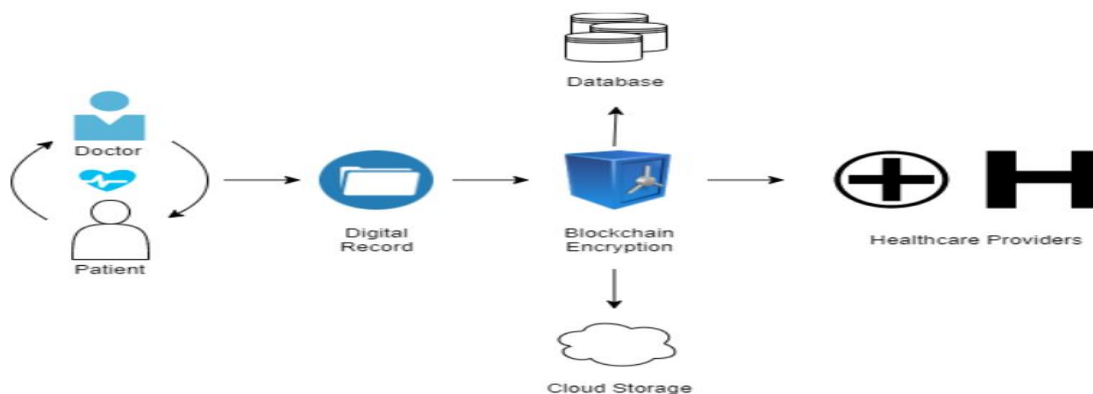 Database
Doctor
Patient
Digital
Record
Blockchain
Encryption
Healthcare Providers
Cloud Storage